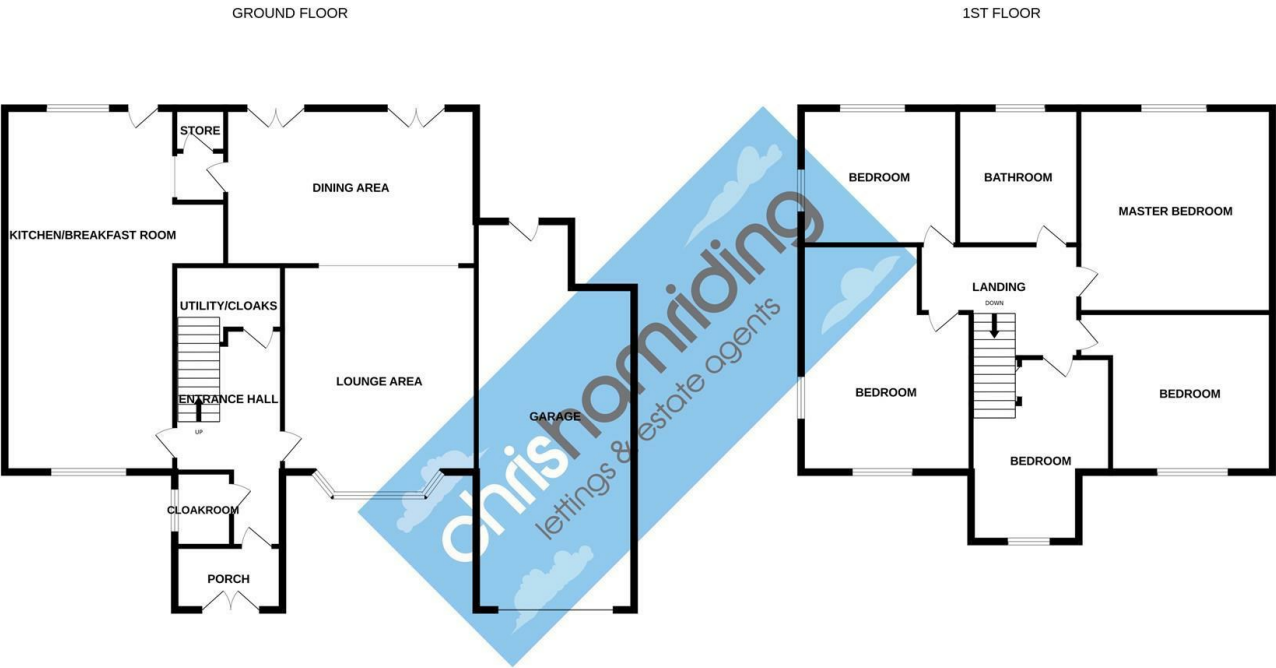 GROUND FLOOR
STORE
DINING AREA
KITCHEN/BREAKFAST ROOM
UTILITY/CLOAKS
LOUNGE AREA
ENTRANCE HALL
UP
GARAGE
CLOAKROOM
PORCH
chrishamriding
lettings & estate agents
1ST FLOOR
BEDROOM
BATHROOM
MASTER BEDROOM
LANDING
DOWN
BEDROOM
BEDROOM
BEDROOM